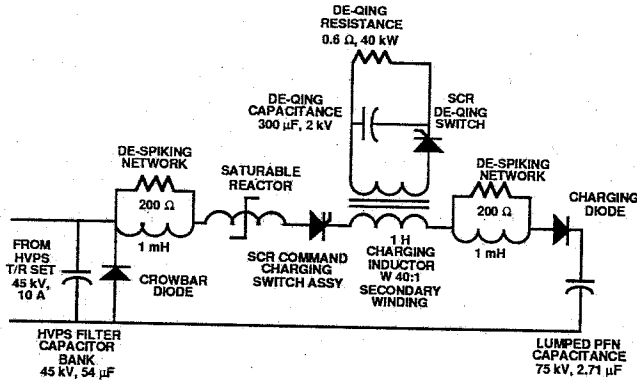 DE-QING
RESISTANCE
0.6 Ω, 40 kW
DE-QING
CAPACITANCE
300 µF, 2 kV
SCR
DE-QING
SWITCH
DE-SPIKING
NETWORK
200 Ω
1 mH
SATURABLE
REACTOR
DE-SPIKING
NETWORK
200 Ω
1 mH
CHARGING
DIODE
FROM
HVPS
T/R SET
45 kV,
10 A
CROWBAR
DIODE
SCR COMMAND
CHARGING
SWITCH ASSY
1 H
CHARGING
INDUCTOR
W 40:1
SECONDARY
WINDING
HVPS FILTER
CAPACITOR
BANK
45 kV, 54 µF
LUMPED PFN
CAPACITANCE
75 kV, 2.71 µF